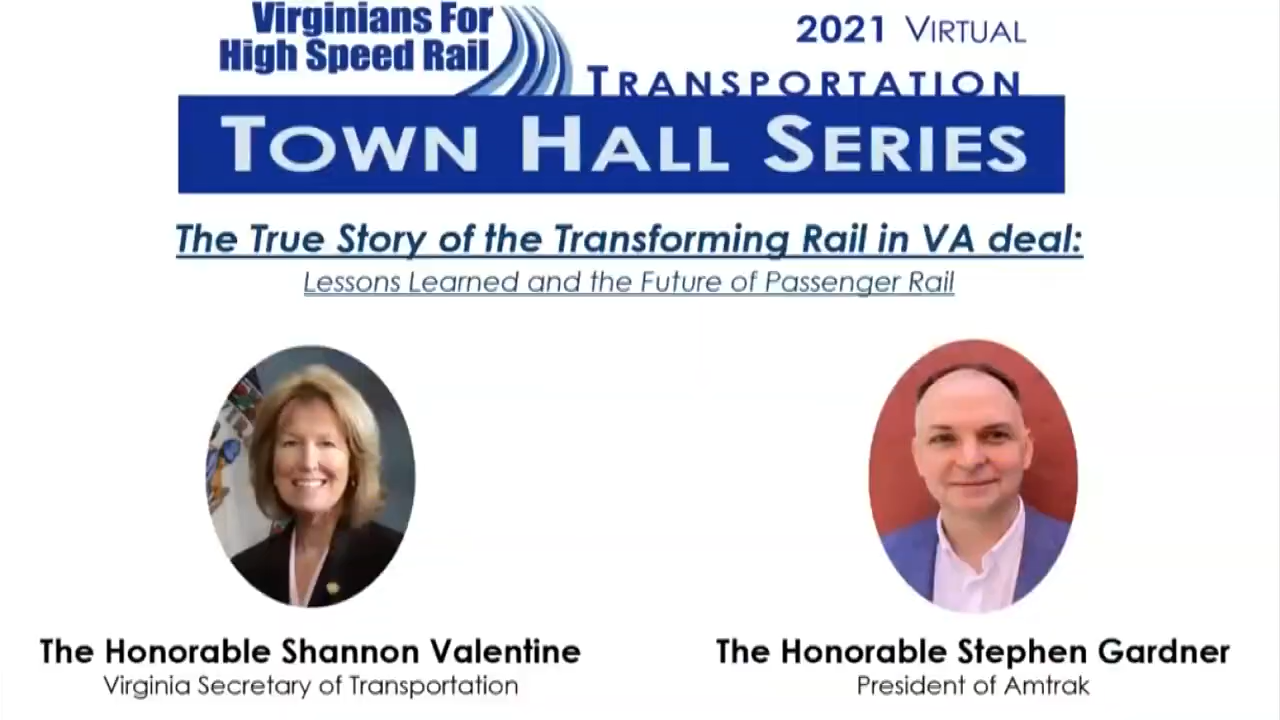 Virginians For
High Speed Rail
2021 VIRTUAL
TRANSPORTATION
TOWN HALL SERIES
The True Story of the Transforming Rail in VA deal:
Lessons Learned and the Future of Passenger Rail
The Honorable Shannon Valentine
Virginia Secretary of Transportation
The Honorable Stephen Gardner
President of Amtrak